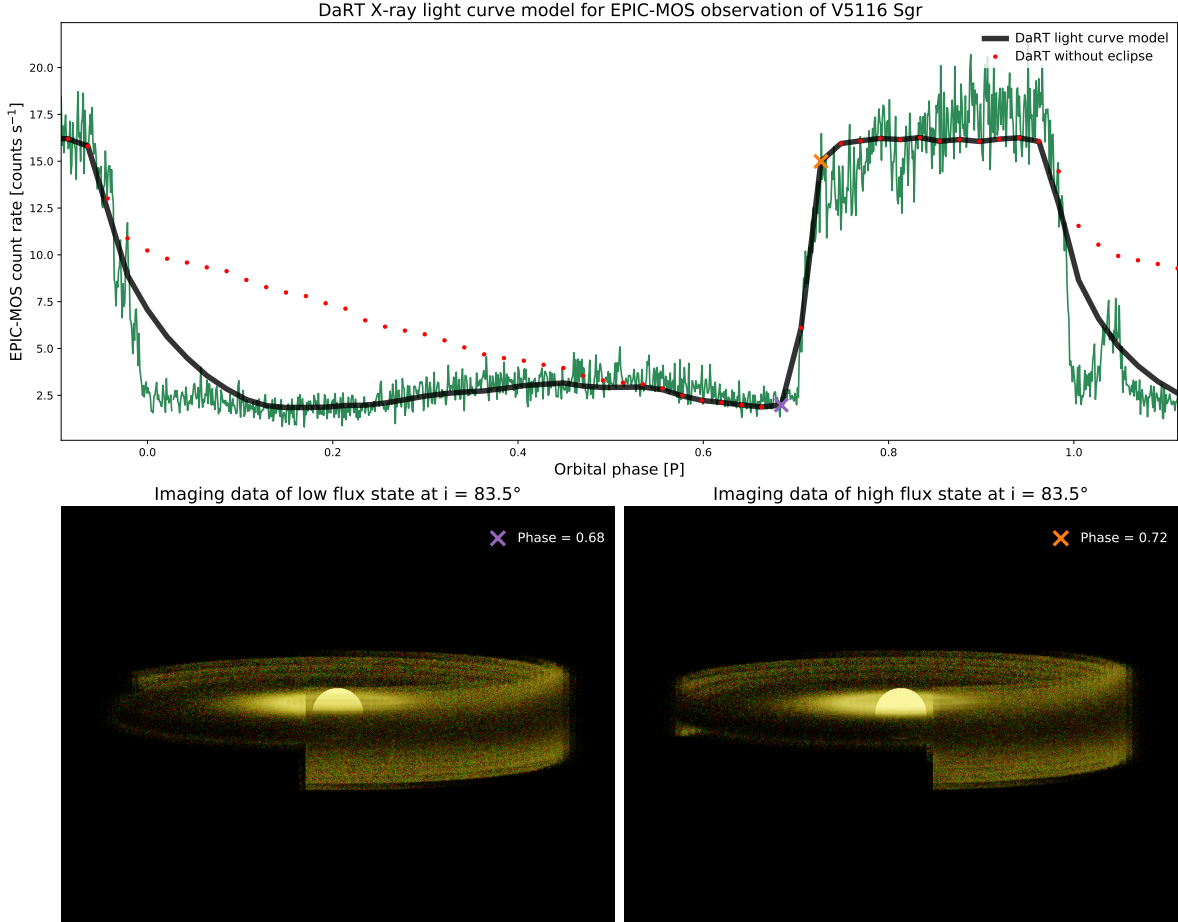 DaRT X-ray light curve model for EPIC-MOS observation of V5116 Sgr
DaRT light curve model
DaRT without eclipse
EPIC-MOS count rate [counts s⁻¹]
20.0
17.5
15.0
12.5
10.0
7.5
5.0
2.5
0.0 0.2 0.4 0.6 0.8 1.0
Orbital phase [P]
Imaging data of low flux state at i = 83.5°
Phase = 0.68
Imaging data of high flux state at i = 83.5°
Phase = 0.72